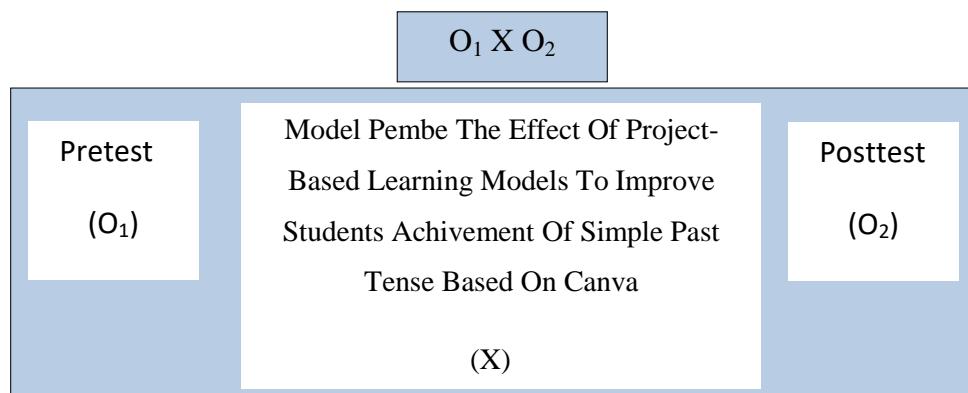 O₁ X O₂
Pretest
(O₁)
Model Pembe The Effect Of Project-
Based Learning Models To Improve
Students Achivement Of Simple Past
Tense Based On Canva
(X)
Posttest
(O₂)